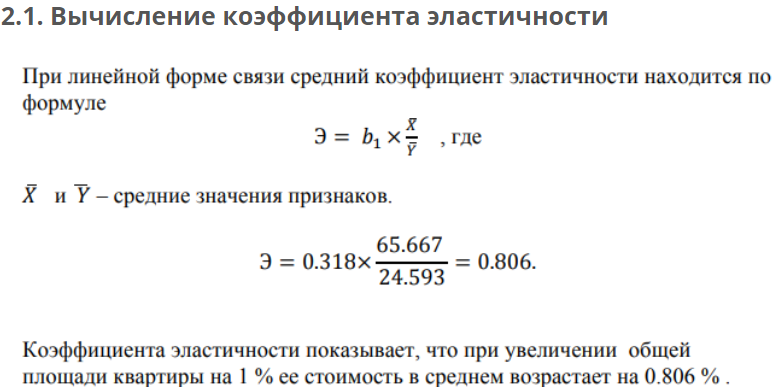 2.1. Вычисление коэффициента эластичности
При линейной форме связи средний коэффициент эластичности находится по
формуле
Э = b₁ × X̄/Ȳ , где
X̄ и Ȳ – средние значения признаков.
Э = 0.318× 65.667/24.593 = 0.806.
Коэффициента эластичности показывает, что при увеличении общей
площади квартиры на 1 % ее стоимость в среднем возрастает на 0.806 % .